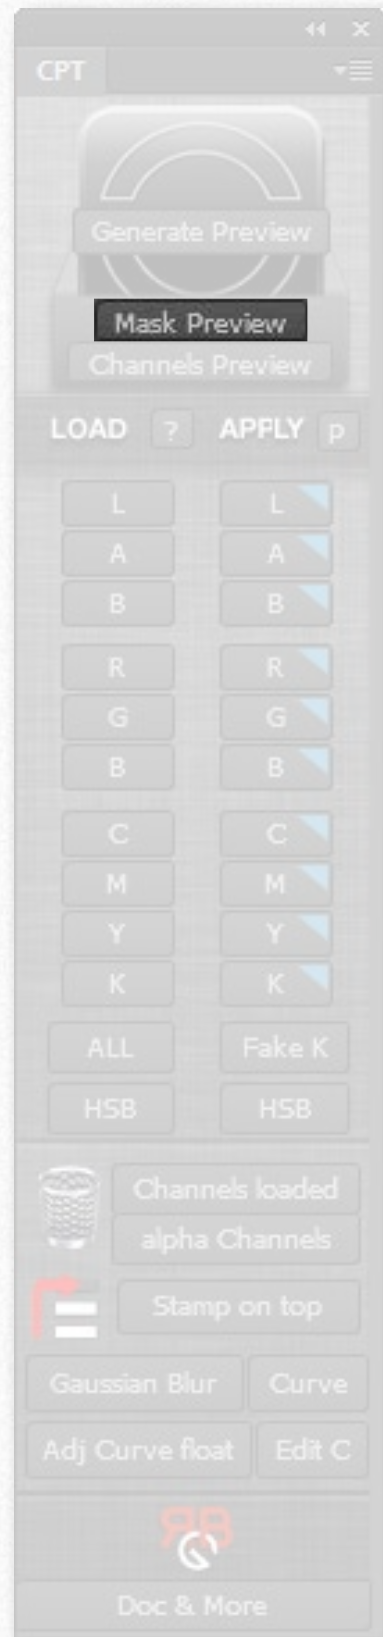 CPT
Generate Preview
Mask Preview
Channels Preview
LOAD ? APPLY p
L L
A A
B B
R R
G G
B B
C C
M M
Y Y
K K
ALL Fake K
HSB HSB
Channels loaded
alpha Channels
Stamp on top
Gaussian Blur Curve
Adj Curve float Edit C
RB
Doc & More